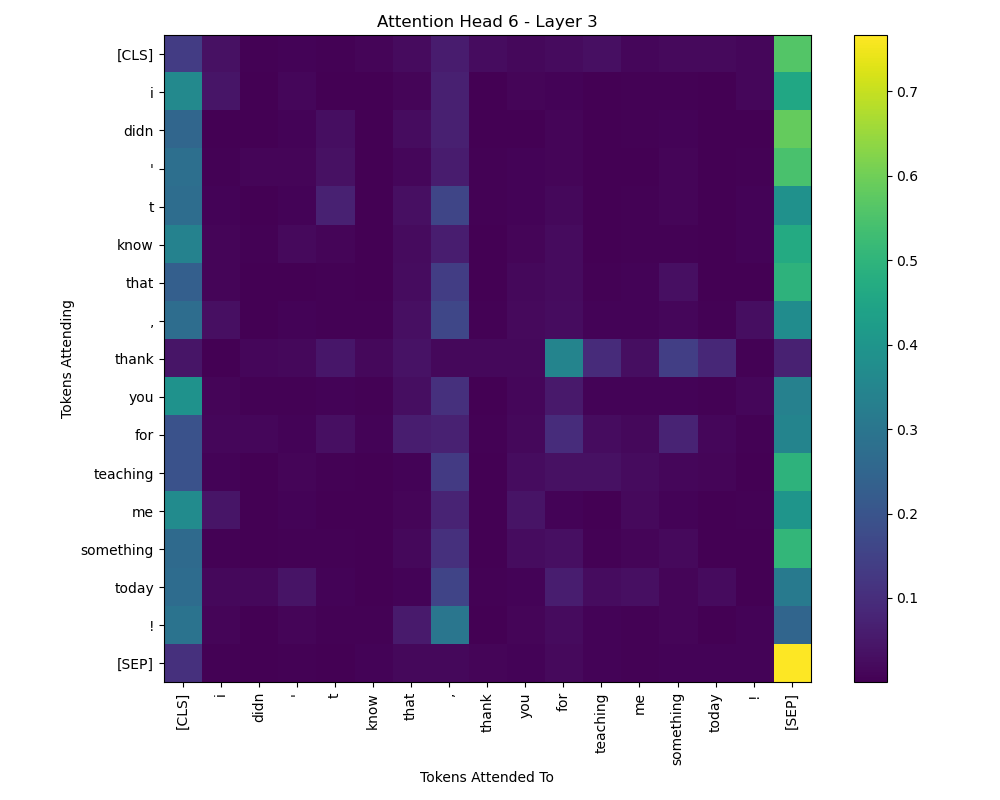 Attention Head 6 - Layer 3
Tokens Attending
[CLS]
i
didn
'
t
know
that
,
thank
you
for
teaching
me
something
today
!
[SEP]
[CLS]
i
didn
'
t
know
that
,
thank
you
for
teaching
me
something
today
!
[SEP]
Tokens Attended To
0.7
0.6
0.5
0.4
0.3
0.2
0.1